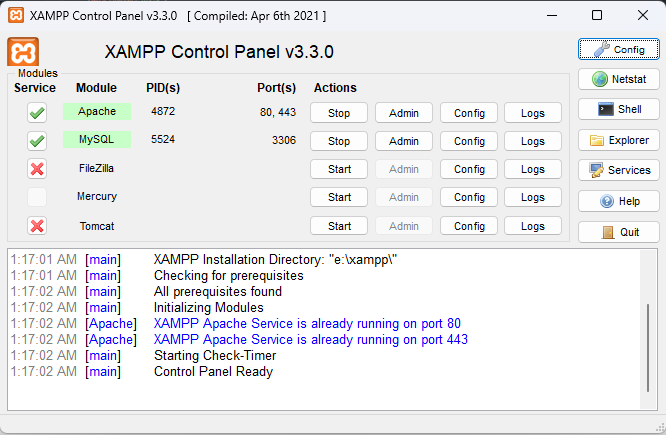 XAMPP Control Panel v3.3.0 [ Compiled: Apr 6th 2021 ]
XAMPP Control Panel v3.3.0
Config
Modules
Service Module PID(s) Port(s) Actions
Netstat
Apache 4872 80, 443 Stop Admin Config Logs
Shell
MySQL 5524 3306 Stop Admin Config Logs
Explorer
FileZilla Start Admin Config Logs
Services
Mercury Start Admin Config Logs
Help
Tomcat Start Admin Config Logs
Quit
1:17:01 AM [main] XAMPP Installation Directory: "e:\xampp\"
1:17:01 AM [main] Checking for prerequisites
1:17:02 AM [main] All prerequisites found
1:17:02 AM [main] Initializing Modules
1:17:02 AM [Apache] XAMPP Apache Service is already running on port 80
1:17:02 AM [Apache] XAMPP Apache Service is already running on port 443
1:17:02 AM [main] Starting Check-Timer
1:17:02 AM [main] Control Panel Ready